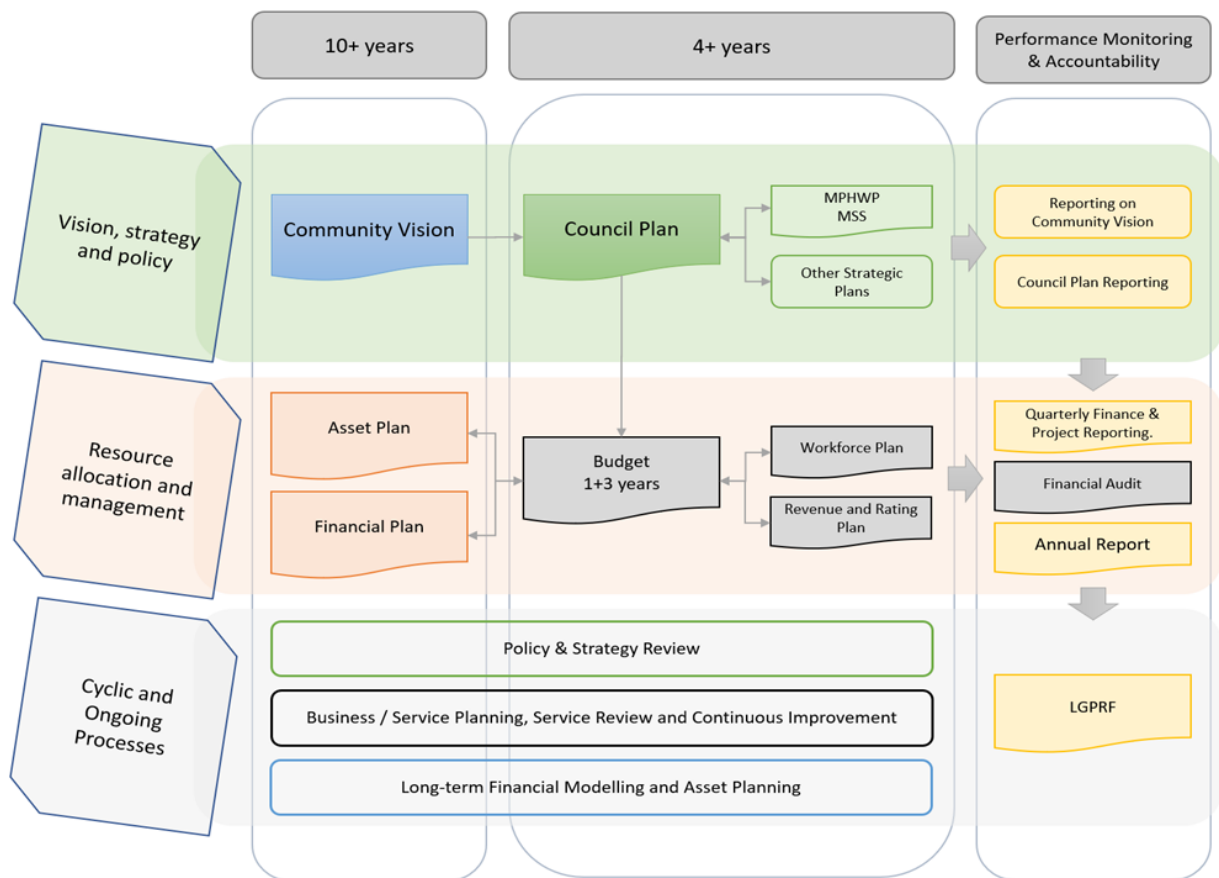 10+ years
4+ years
Performance Monitoring
& Accountability
Vision, strategy
and policy
Community Vision
Council Plan
MPHWP
MSS
Other Strategic
Plans
Reporting on
Community Vision
Council Plan Reporting
Resource
allocation and
management
Asset Plan
Financial Plan
Budget
1+3 years
Workforce Plan
Revenue and Rating
Plan
Quarterly Finance &
Project Reporting.
Financial Audit
Annual Report
Cyclic and
Ongoing
Processes
Policy & Strategy Review
Business / Service Planning, Service Review and Continuous Improvement
Long-term Financial Modelling and Asset Planning
LGPRF